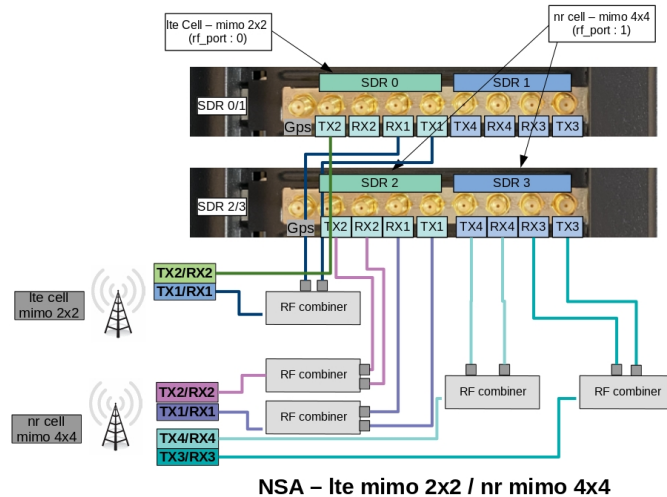 lte Cell – mimo 2x2
(rf_port : 0)
nr cell – mimo 4x4
(rf_port : 1)
SDR 0
SDR 1
SDR 0/1
Gps
TX2
RX2
RX1
TX1
TX4
RX4
RX3
TX3
SDR 2
SDR 3
SDR 2/3
Gps
TX2
RX2
RX1
TX1
TX4
RX4
RX3
TX3
TX2/RX2
TX1/RX1
lte cell
mimo 2x2
RF combiner
RF combiner
RF combiner
RF combiner
RF combiner
TX2/RX2
TX1/RX1
TX4/RX4
TX3/RX3
nr cell
mimo 4x4
NSA – lte mimo 2x2 / nr mimo 4x4